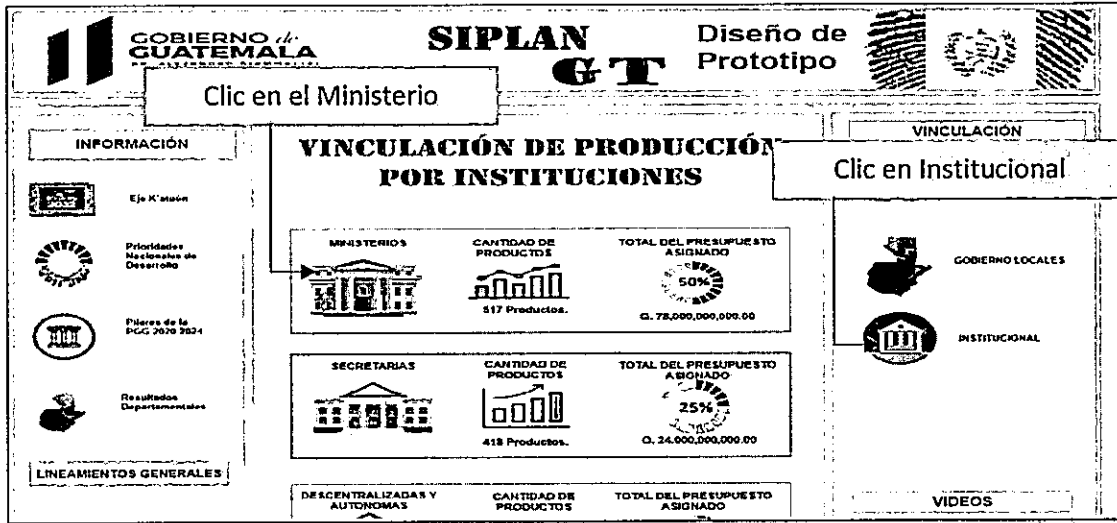 GOBIERNO de
GUATEMALA
SIPLAN
GT
Diseño de
Prototipo
Clic en el Ministerio
INFORMACIÓN
Eje K'atuún
Prioridades
Nacionales de
Desarrollo
Pilares de la
PGG 2020-2024
Resultados
Departamentales
LINEAMIENTOS GENERALES
VINCULACIÓN DE PRODUCCIÓN
POR INSTITUCIONES
MINISTERIOS
CANTIDAD DE
PRODUCTOS
517 Productos.
TOTAL DEL PRESUPUESTO
ASIGNADO
50%
Q. 78,000,000,000.00
SECRETARIAS
CANTIDAD DE
PRODUCTOS
418 Productos.
TOTAL DEL PRESUPUESTO
ASIGNADO
25%
Q. 24,000,000,000.00
DESCENTRALIZADAS Y
AUTONOMAS
CANTIDAD DE
PRODUCTOS
TOTAL DEL PRESUPUESTO
ASIGNADO
VINCULACIÓN
Clic en Institucional
GOBIERNO LOCALES
INSTITUCIONAL
VIDEOS